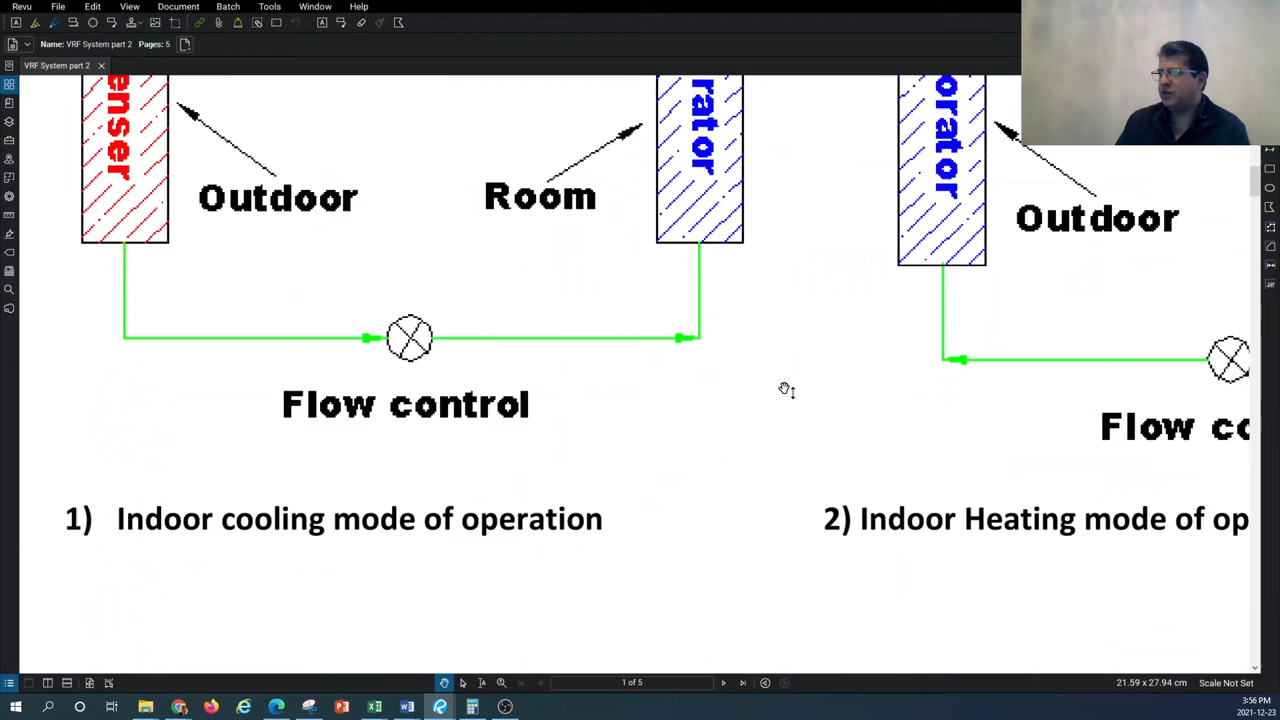 Revu File Edit View Document Batch Tools Window Help
Name: VRF System part 2 Pages: 5
VRF System part 2
enser
rator
orator
Outdoor
Room
Outdoor
Flow control
Flow co
1) Indoor cooling mode of operation
2) Indoor Heating mode of op
1 of 5
21.59 x 27.94 cm
Scale Not Set
3:56 PM
2021-12-23